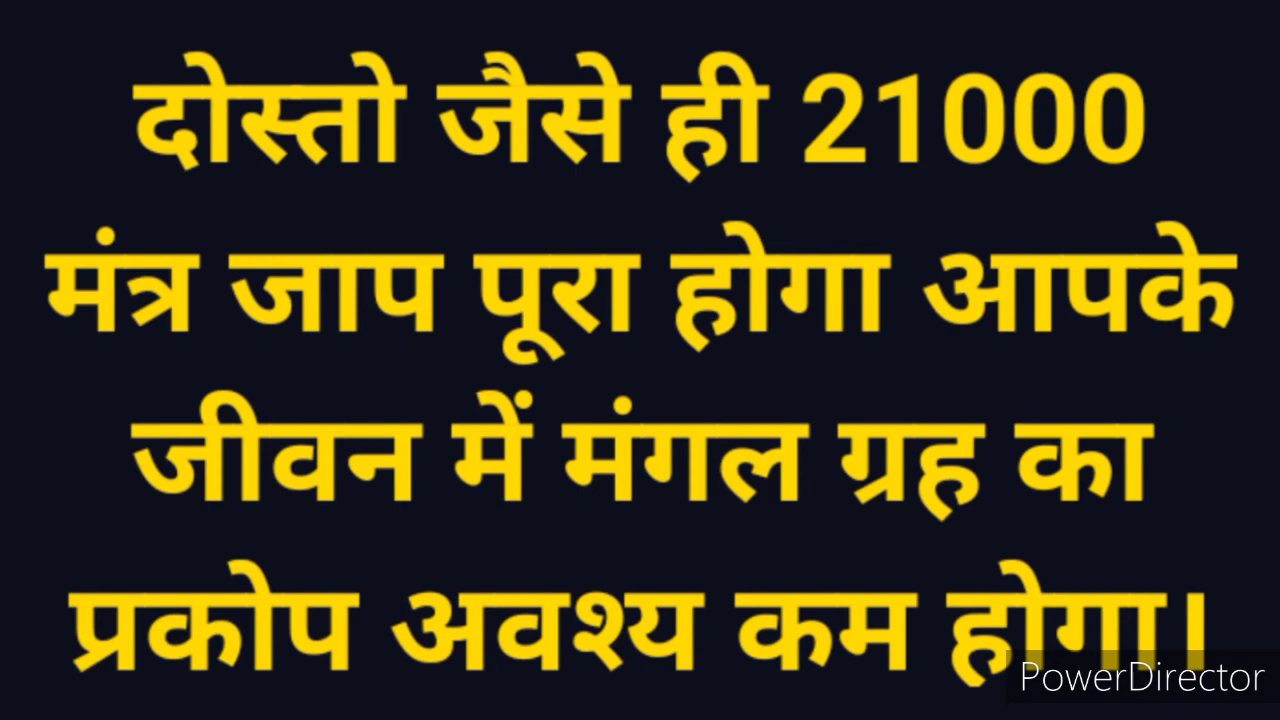 दोस्तो जैसे ही 21000
मंत्र जाप पूरा होगा आपके
जीवन में मंगल ग्रह का
प्रकोप अवश्य कम होगा।
PowerDirector